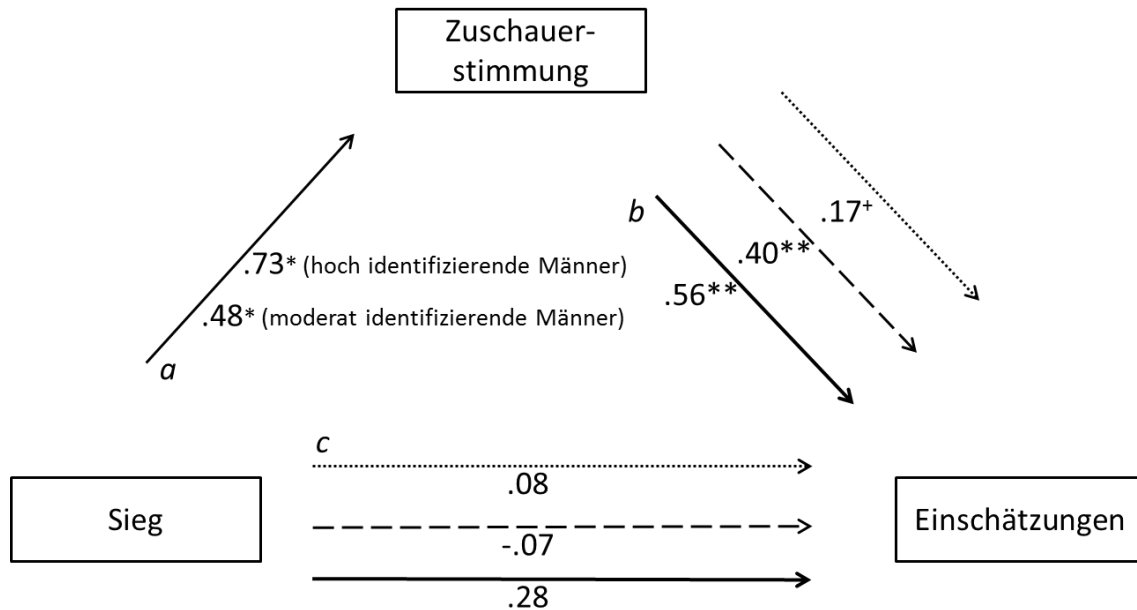 Zuschauer-
stimmung
.17+
b
.40**
.73* (hoch identifizierende Männer)
.56**
.48* (moderat identifizierende Männer)
a
c
.08
Sieg
-.07
Einschätzungen
.28